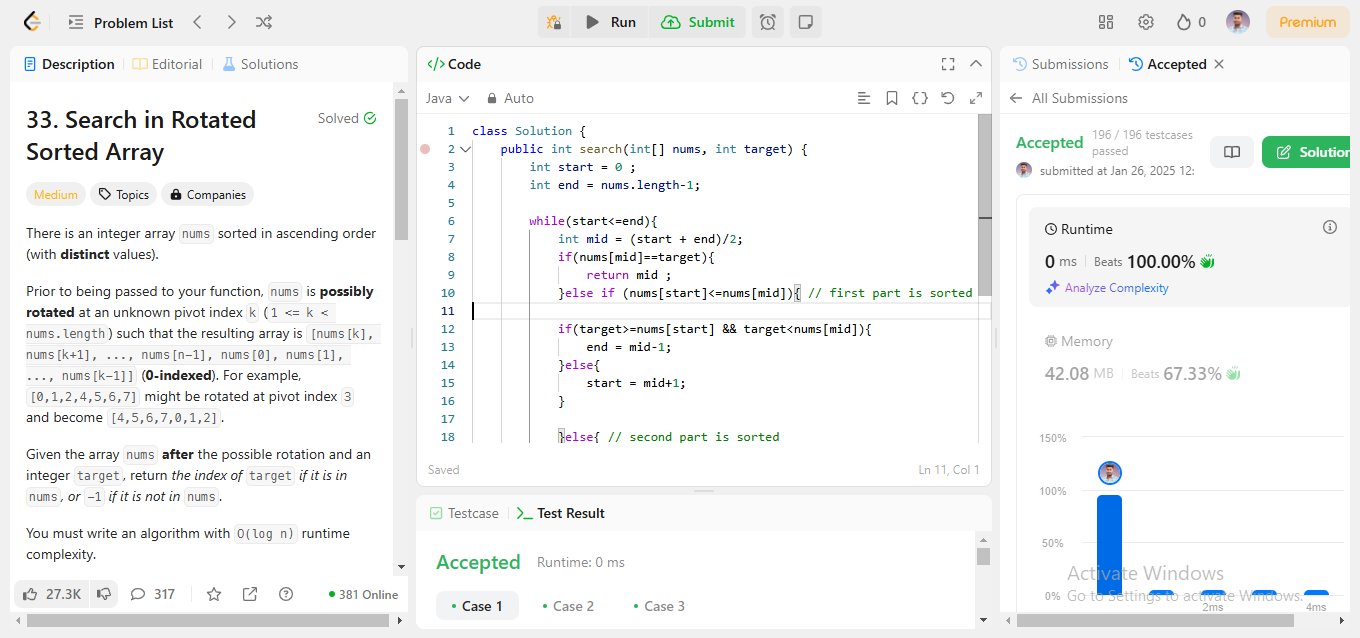 Problem List
Run
Submit
0
Premium
Description
Editorial
Solutions
33. Search in Rotated
Sorted Array
Solved
Medium
Topics
Companies
There is an integer array nums sorted in ascending order
(with distinct values).
Prior to being passed to your function, nums is possibly
rotated at an unknown pivot index k (1 <= k <
nums.length) such that the resulting array is [nums[k],
nums[k+1], ..., nums[n-1], nums[0], nums[1],
..., nums[k-1]] (0-indexed). For example,
[0,1,2,4,5,6,7] might be rotated at pivot index 3
and become [4,5,6,7,0,1,2].
Given the array nums after the possible rotation and an
integer target, return the index of target if it is in
nums, or -1 if it is not in nums.
You must write an algorithm with O(log n) runtime
complexity.
27.3K
317
381 Online
</> Code
Java
Auto
1 class Solution {
2 public int search(int[] nums, int target) {
3 int start = 0 ;
4 int end = nums.length-1;
5
6 while(start<=end){
7 int mid = (start + end)/2;
8 if(nums[mid]==target){
9 return mid ;
10 }else if (nums[start]<=nums[mid]){ // first part is sorted
11
12 if(target>=nums[start] && target<nums[mid]){
13 end = mid-1;
14 }else{
15 start = mid+1;
16 }
17
18 }else{ // second part is sorted
Saved
Ln 11, Col 1
Testcase
Test Result
Accepted
Runtime: 0 ms
Case 1
Case 2
Case 3
Submissions
Accepted
All Submissions
Accepted
196 / 196 testcases
passed
submitted at Jan 26, 2025 12:
Solution
Runtime
0 ms
Beats 100.00%
Analyze Complexity
Memory
42.08 MB
Beats 67.33%
150%
100%
50%
0%
2ms
4ms
Activate Windows
Go to Settings to activate Windows.